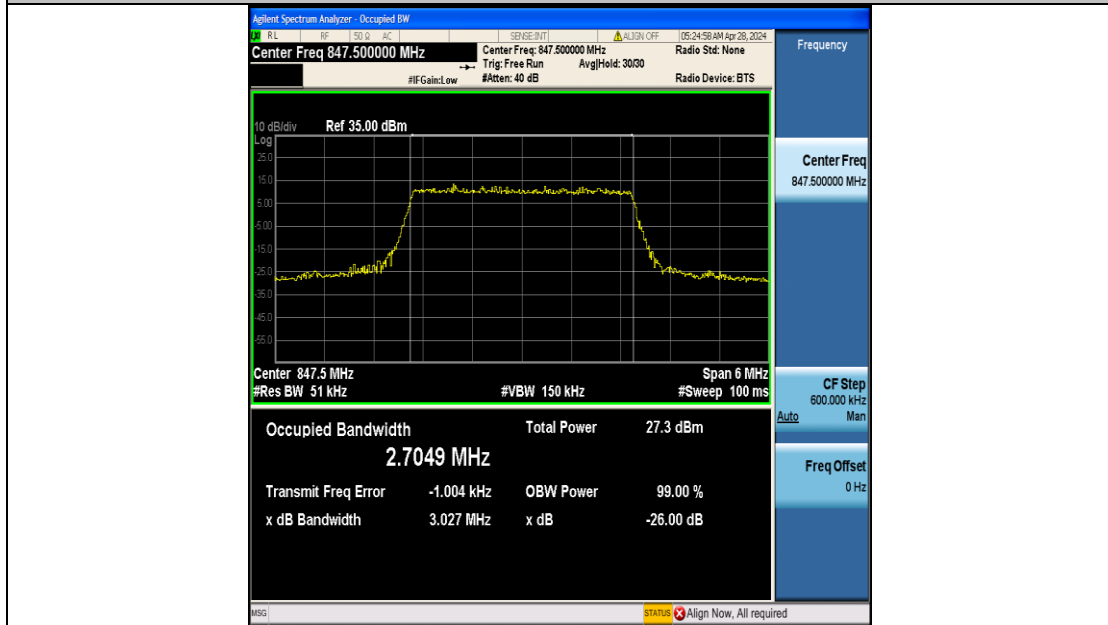 Agilent Spectrum Analyzer - Occupied BW
RL RF 50 Ω AC SENSE:INT ALIGN OFF 05:24:58 AM Apr 28, 2024
Center Freq 847.500000 MHz
Center Freq: 847.500000 MHz
Radio Std: None
Trig: Free Run Avg|Hold: 30/30
#IFGain:Low
#Atten: 40 dB
Radio Device: BTS
10 dB/div Ref 35.00 dBm
Log
25.0
15.0
5.00
-5.00
-15.0
-25.0
-35.0
-45.0
-55.0
Center 847.5 MHz Span 6 MHz
#Res BW 51 kHz #VBW 150 kHz #Sweep 100 ms
Occupied Bandwidth Total Power 27.3 dBm
2.7049 MHz
Transmit Freq Error -1.004 kHz OBW Power 99.00 %
x dB Bandwidth 3.027 MHz x dB -26.00 dB
MSG STATUS Align Now, All required
Frequency
Center Freq
847.500000 MHz
CF Step
600.000 kHz
Auto Man
Freq Offset
0 Hz